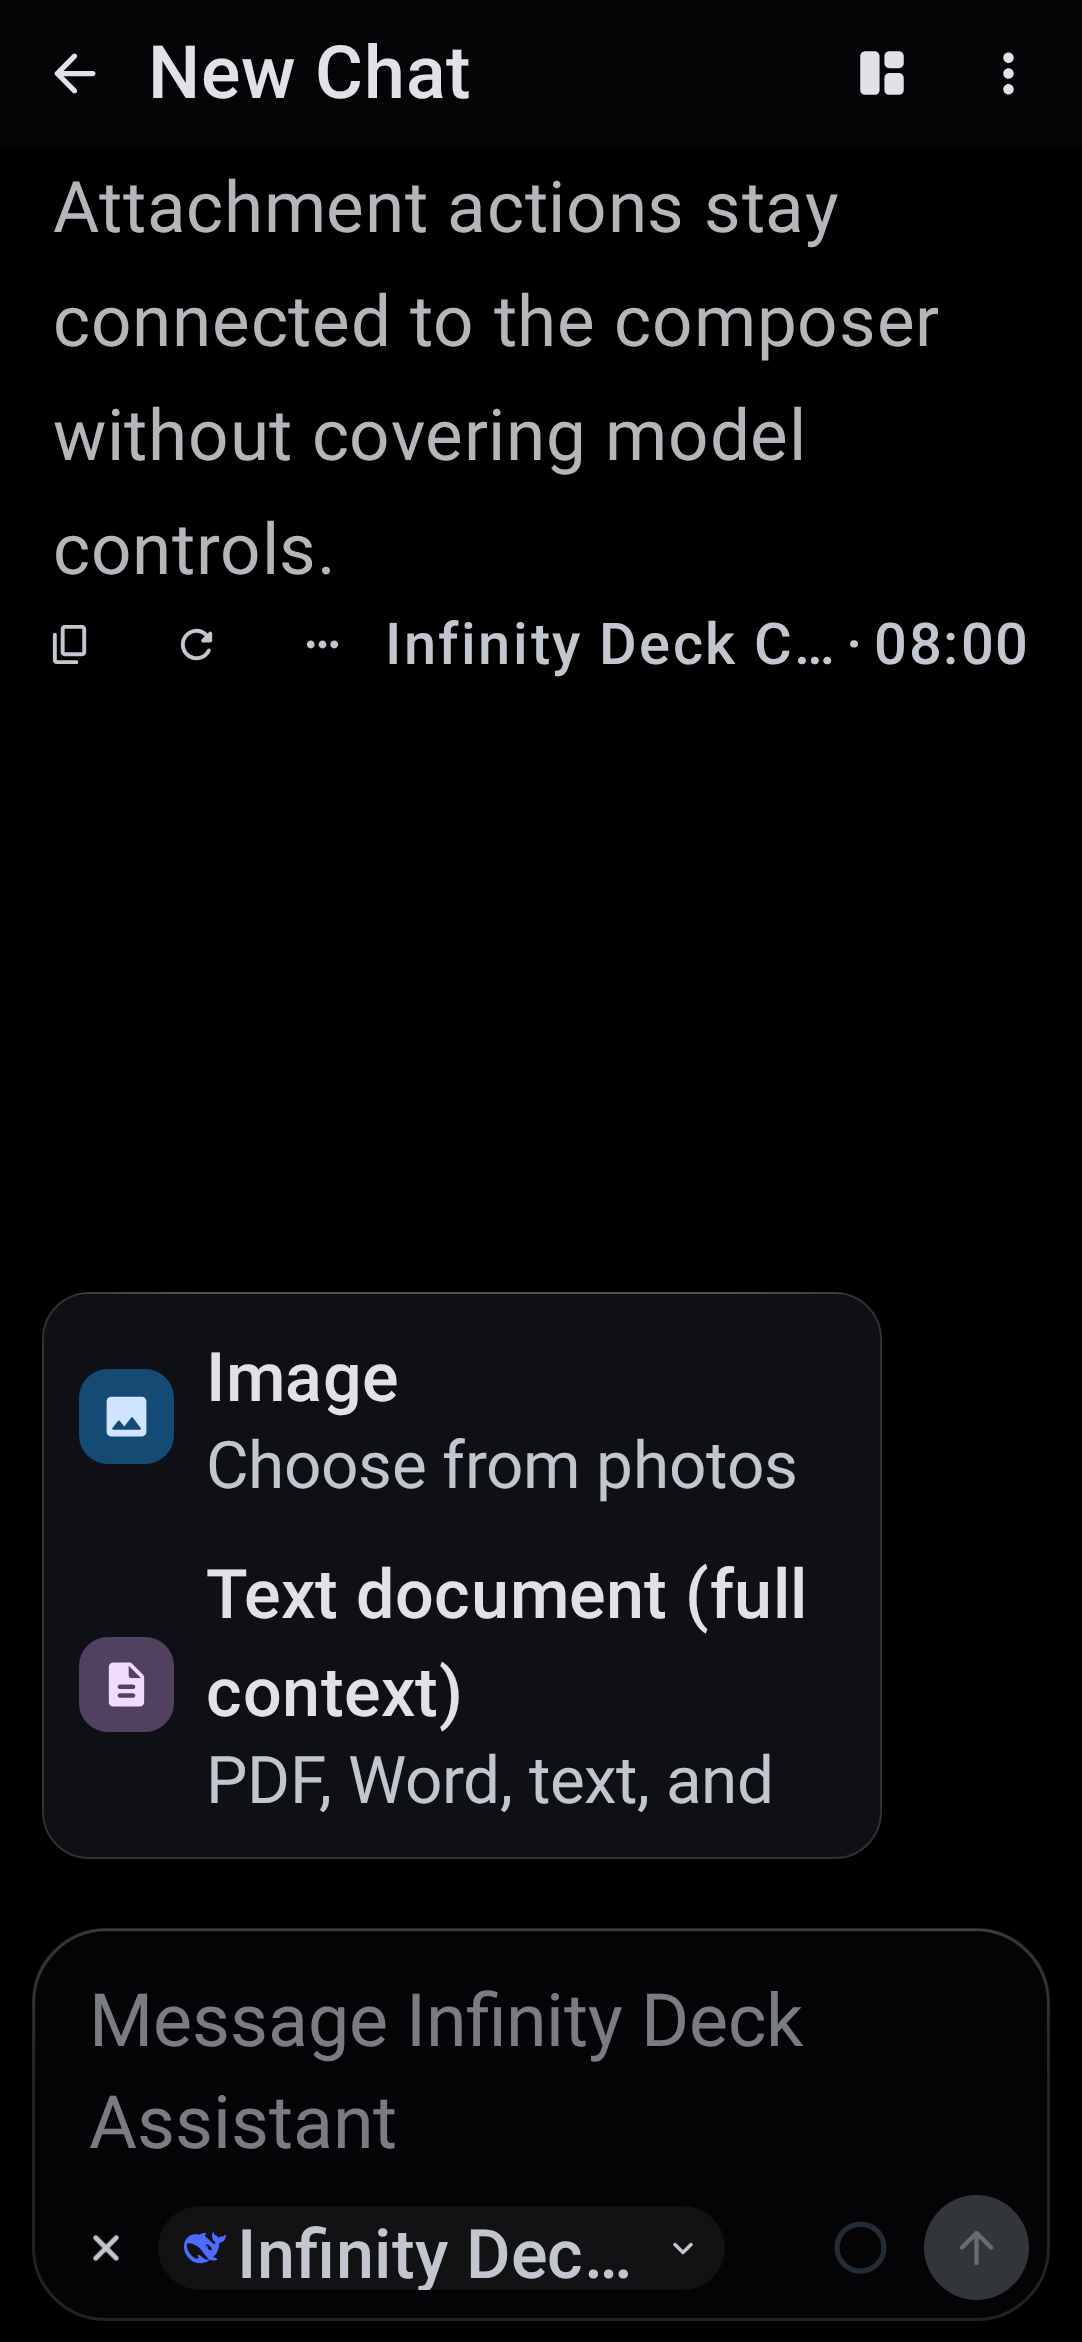 New Chat
Attachment actions stay
connected to the composer
without covering model
controls.
Infinity Deck C… · 08:00
Image
Choose from photos
Text document (full
context)
PDF, Word, text, and
Message Infinity Deck
Assistant
Infinity Dec…